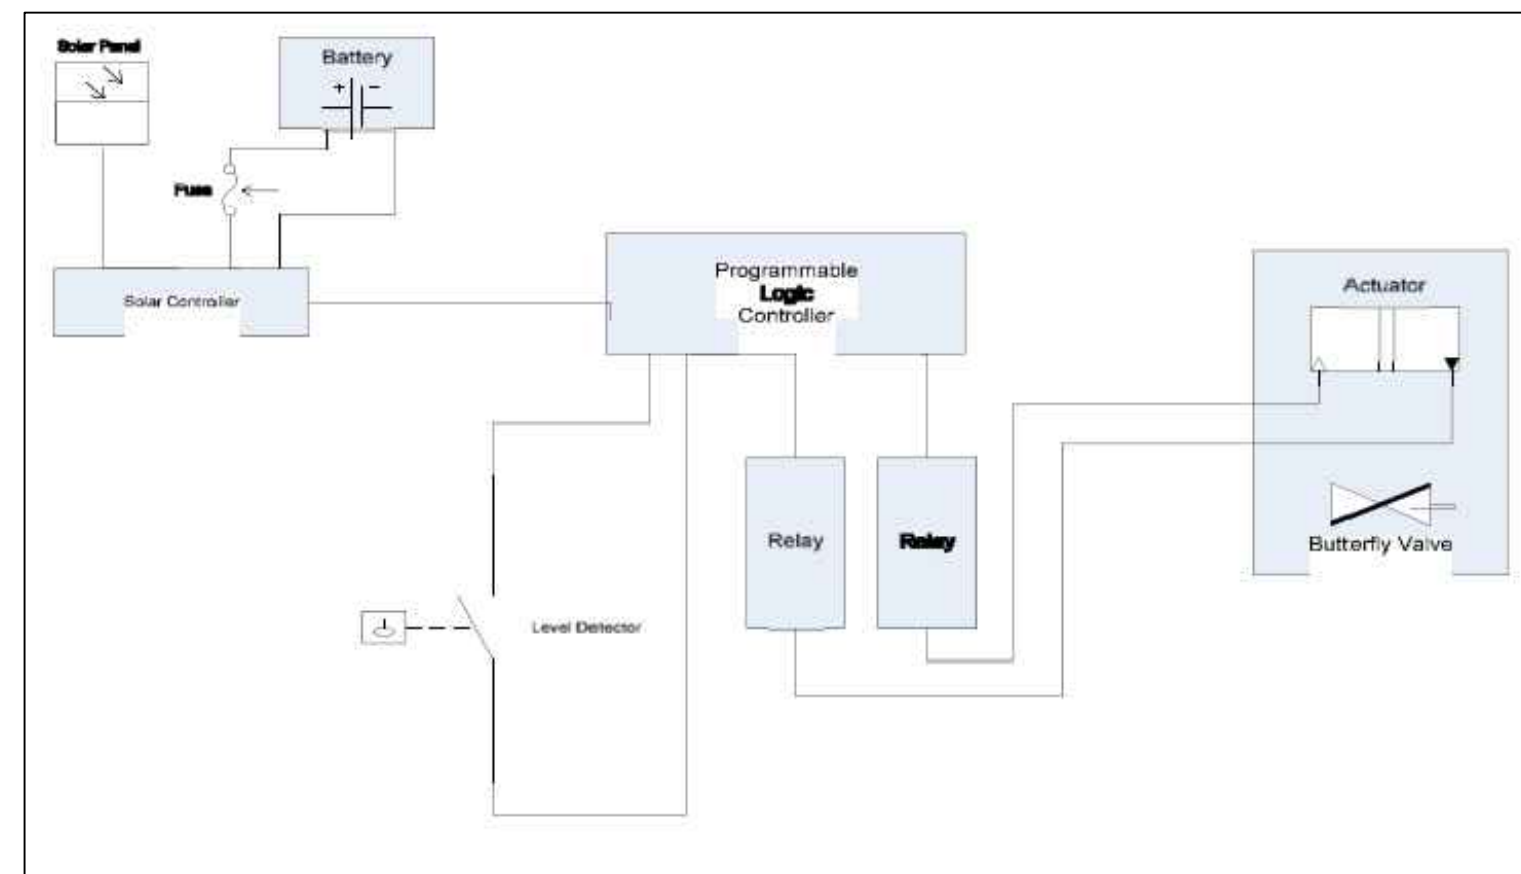 Solar Panel
Battery
+ -
Fuse
Solar Controller
Programmable
Logic
Controller
Actuator
Relay
Relay
Butterfly Valve
Level Detector